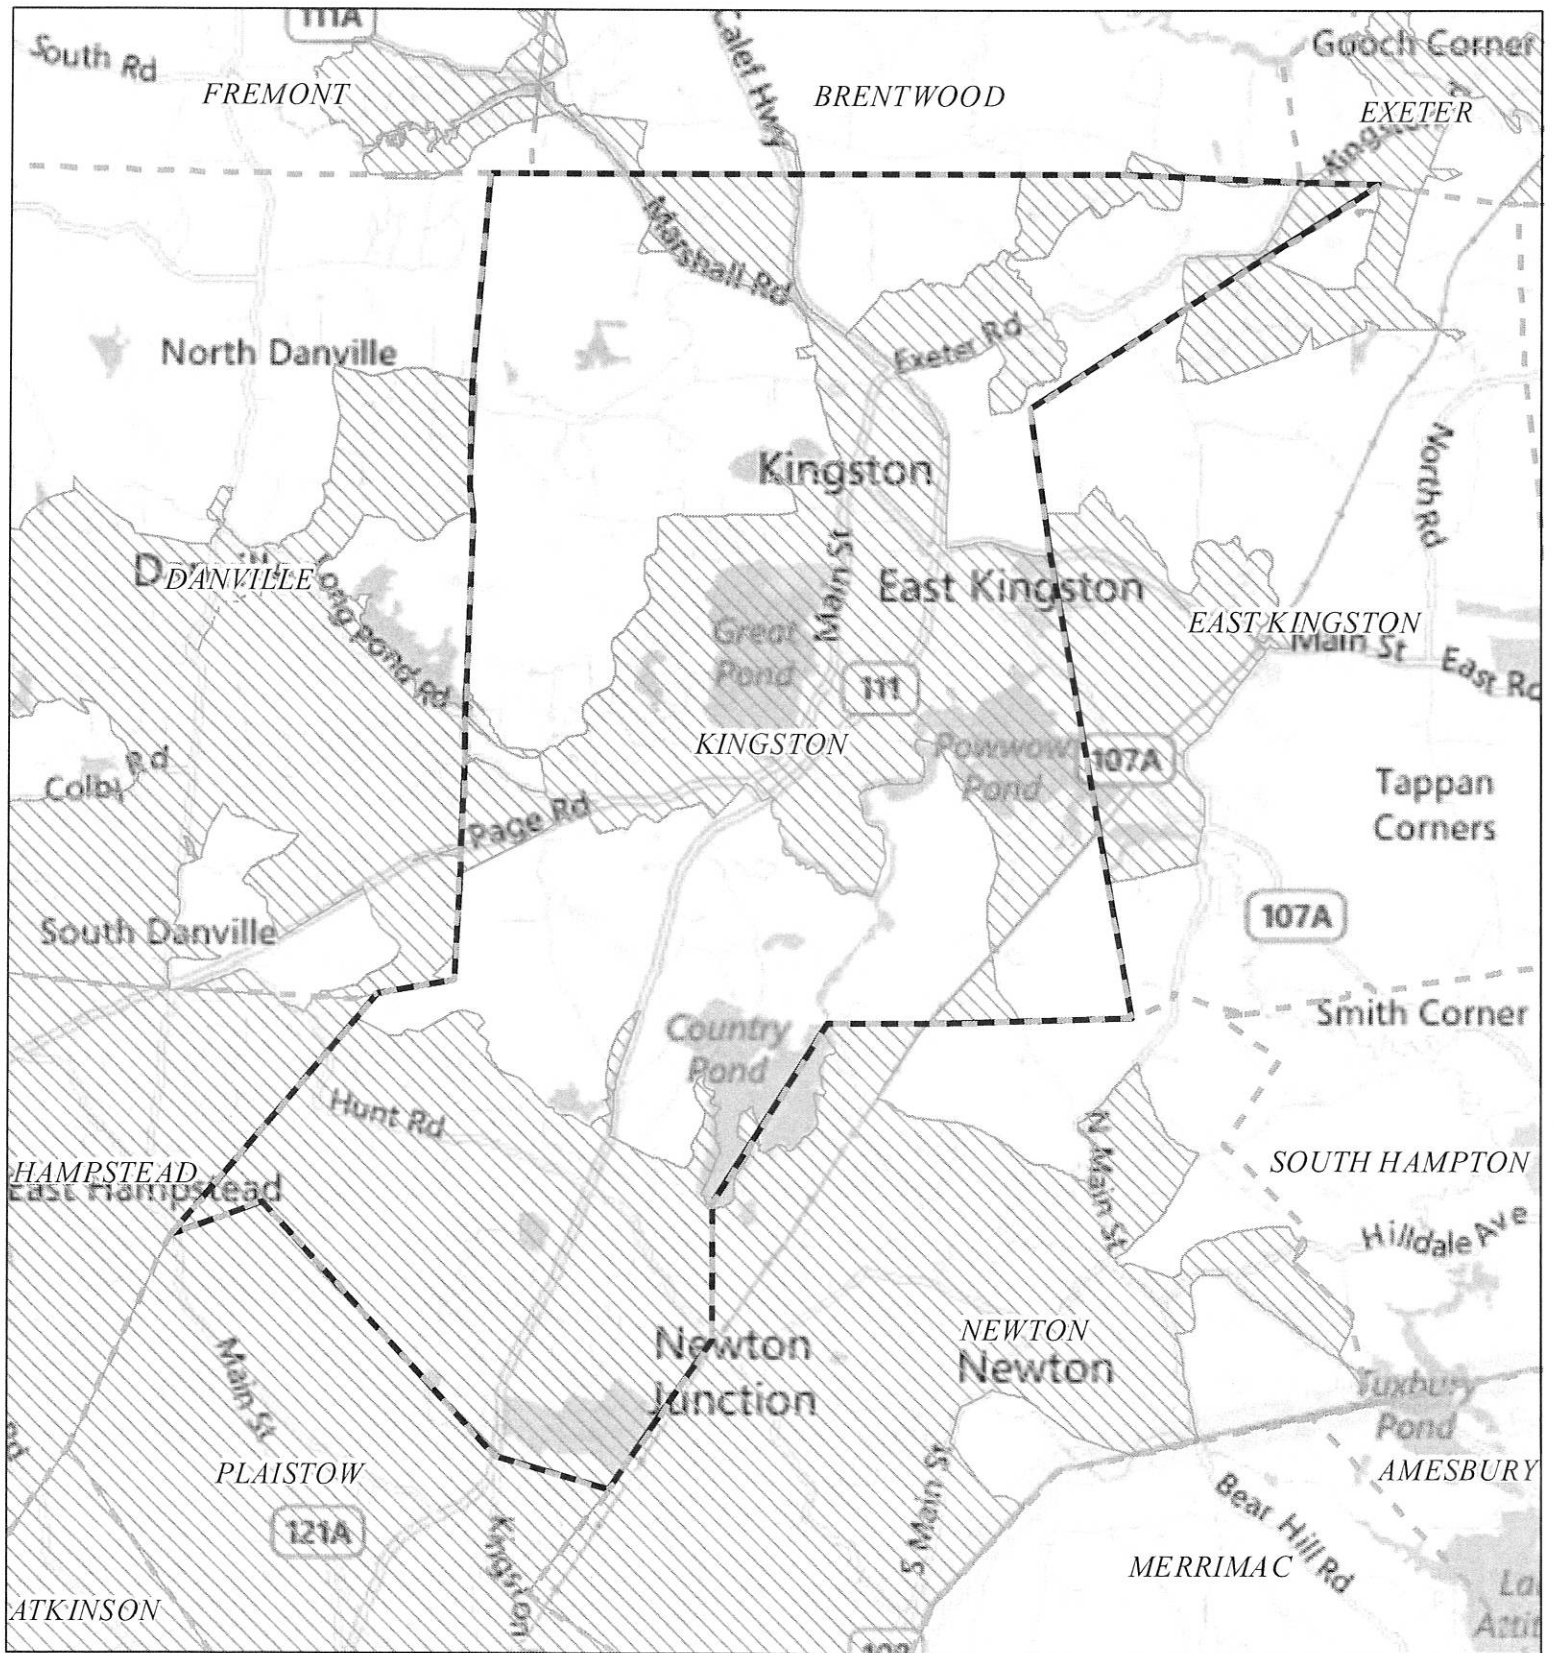 111A
South Rd
FREMONT
Calef Hwy
BRENTWOOD
Gooch Corner
EXETER
Kingston Rd
Marshall Rd
North Danville
Exeter Rd
Kingston
North Rd
Main St
DANVILLE
Long Pond Rd
East Kingston
EAST KINGSTON
Main St
East Rd
Great
Pond
111
KINGSTON
Powwow
Pond
107A
Colby Rd
Tappan
Corners
Page Rd
South Danville
107A
Country
Pond
Smith Corner
Hunt Rd
N Main St
HAMPSTEAD
East Hampstead
SOUTH HAMPTON
Hilldale Ave
Newton
Junction
NEWTON
Newton
Main St
Tuxbury
Pond
Rd
PLAISTOW
AMESBURY
121A
Kingston
S Main St
Bear Hill Rd
MERRIMAC
ATKINSON
108